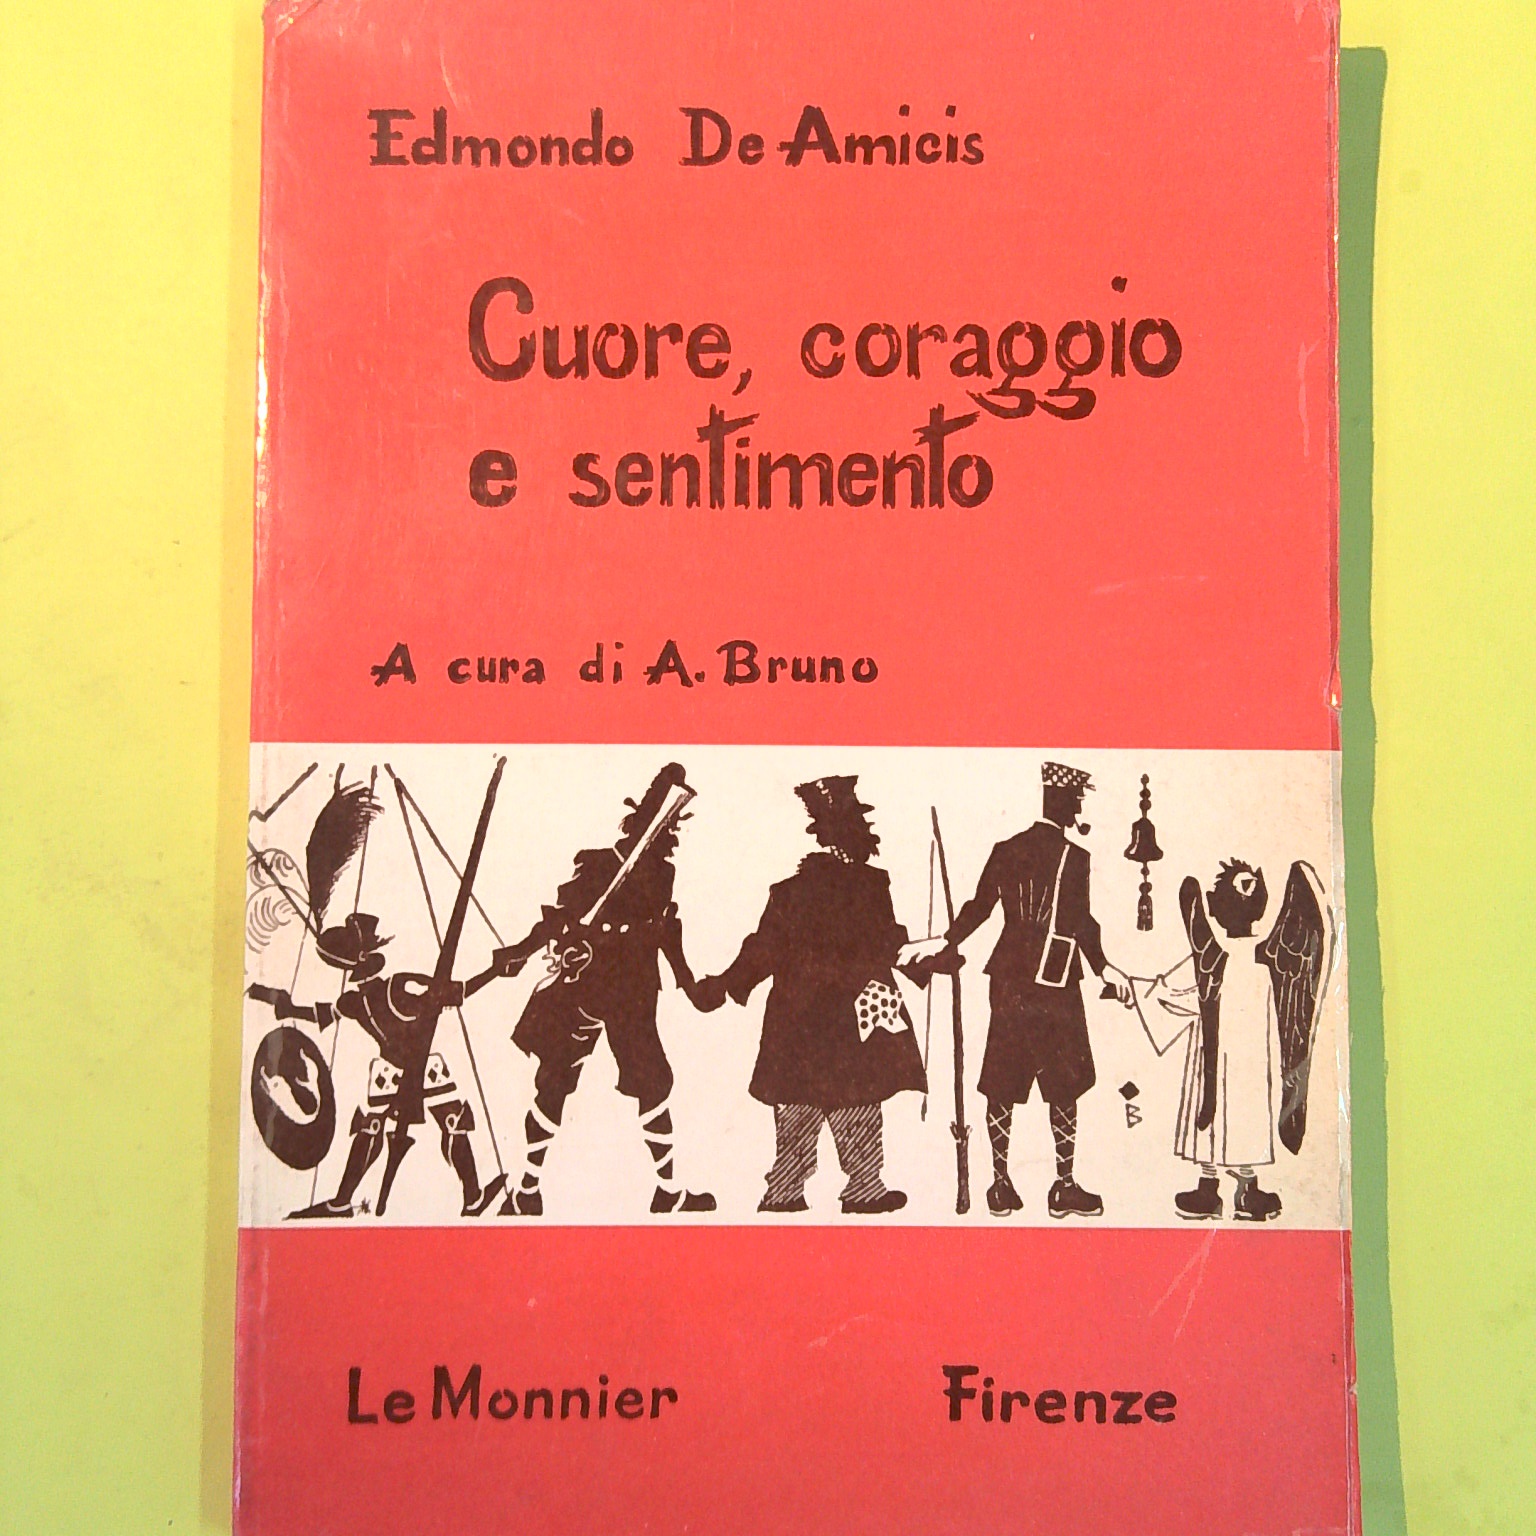 Edmondo De Amicis
Cuore, coraggio
e sentimento
A cura di A. Bruno
B
Le Monnier Firenze